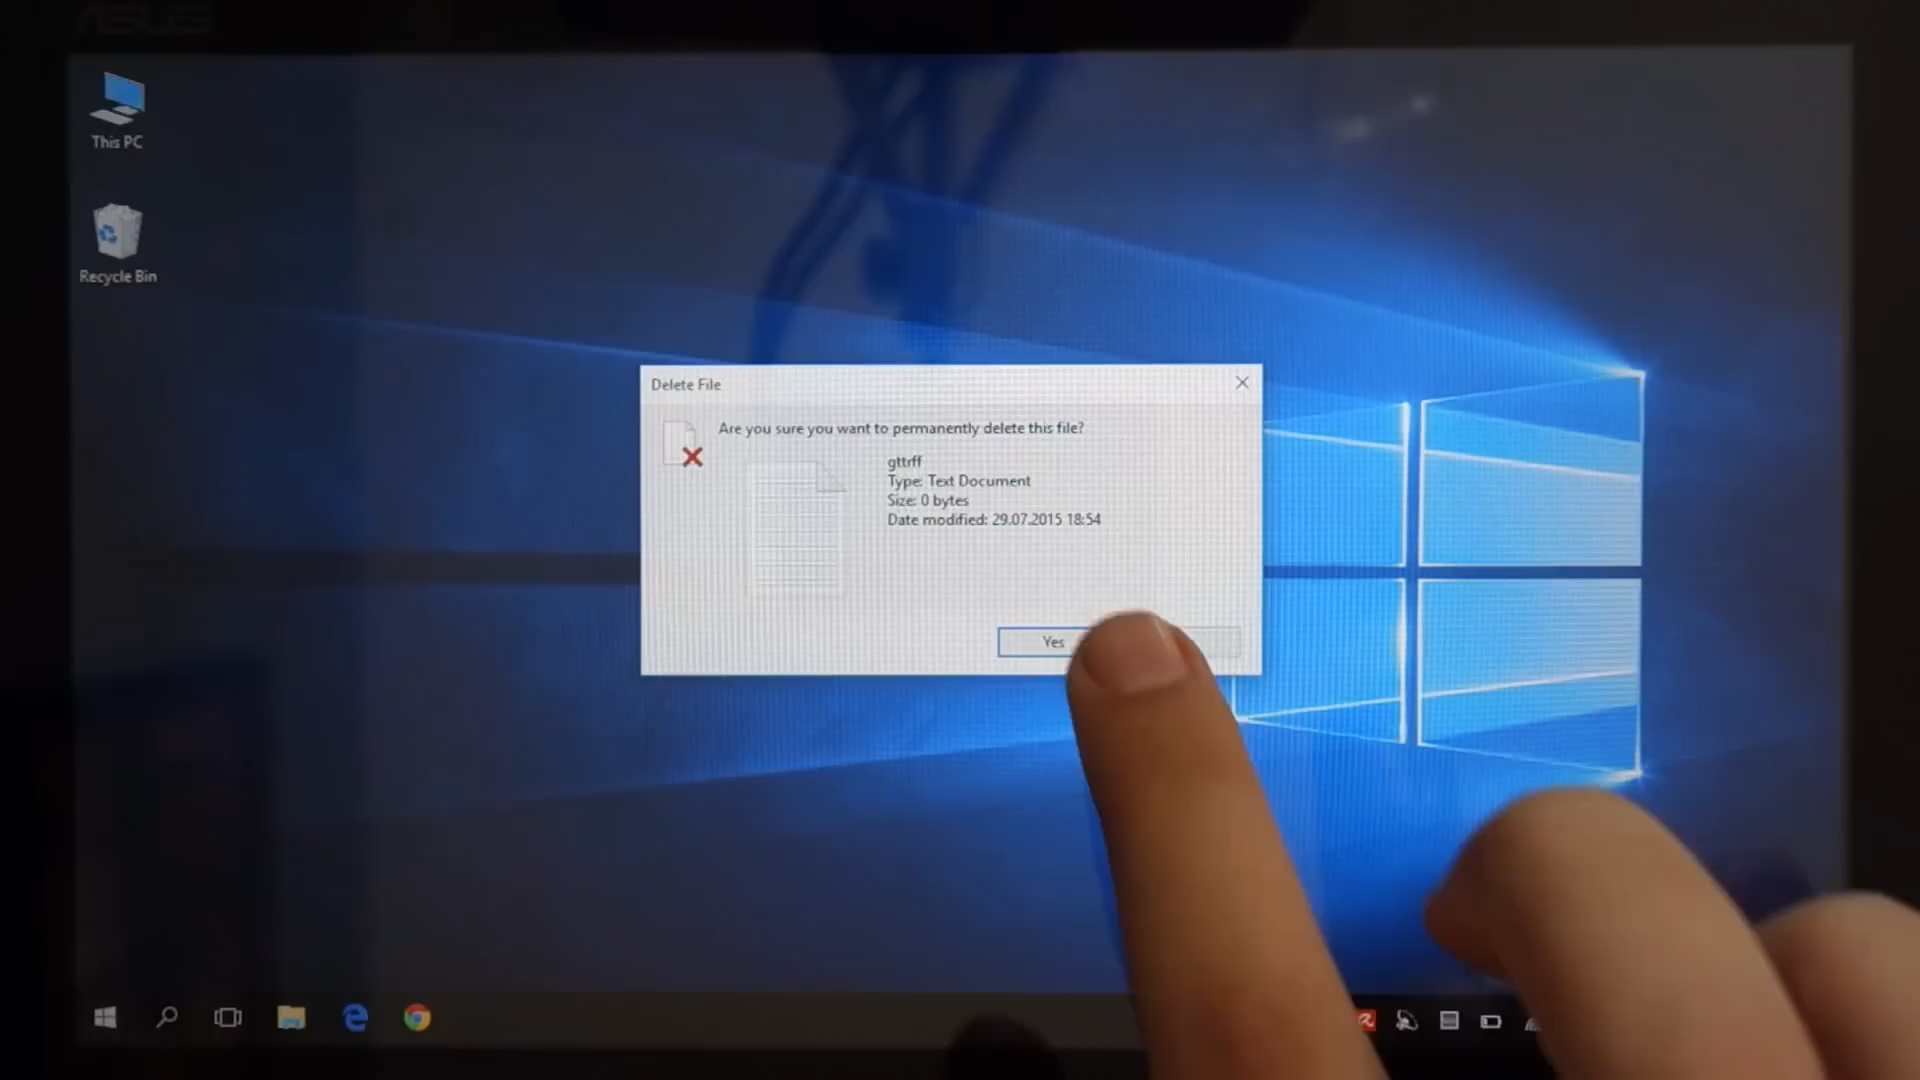 ASUS
This PC
Recycle Bin
Delete File
Are you sure you want to permanently delete this file?
gttrff
Type: Text Document
Size: 0 bytes
Date modified: 29.07.2015 18:54
Yes